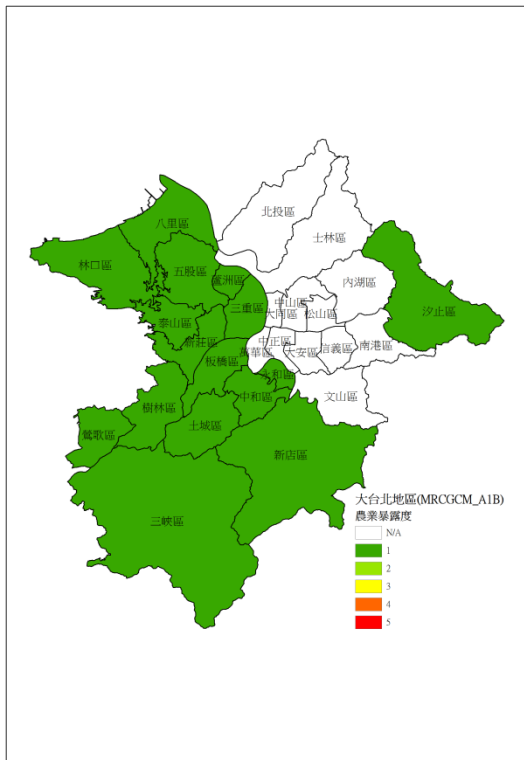 北投區
八里區
士林區
林口區
五股區
蘆洲區
內湖區
汐止區
三重區
中山區
大同區
松山區
泰山區
新莊區
中正區
萬華區
大安區
信義區
南港區
板橋區
永和區
樹林區
中和區
文山區
鶯歌區
土城區
新店區
三峽區
大台北地區(MRCGCM_A1B)
農業暴露度
N/A
1
2
3
4
5